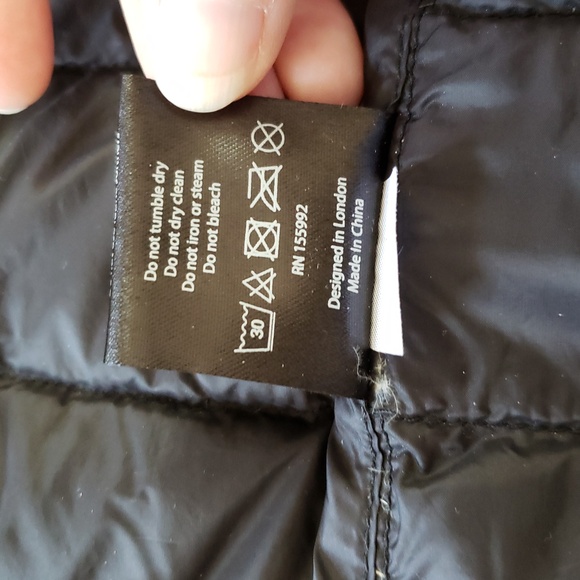 Do not tumble dry
Do not dry clean
Do not iron or steam
Do not bleach
30
RN 155992
Designed in London
Made in China